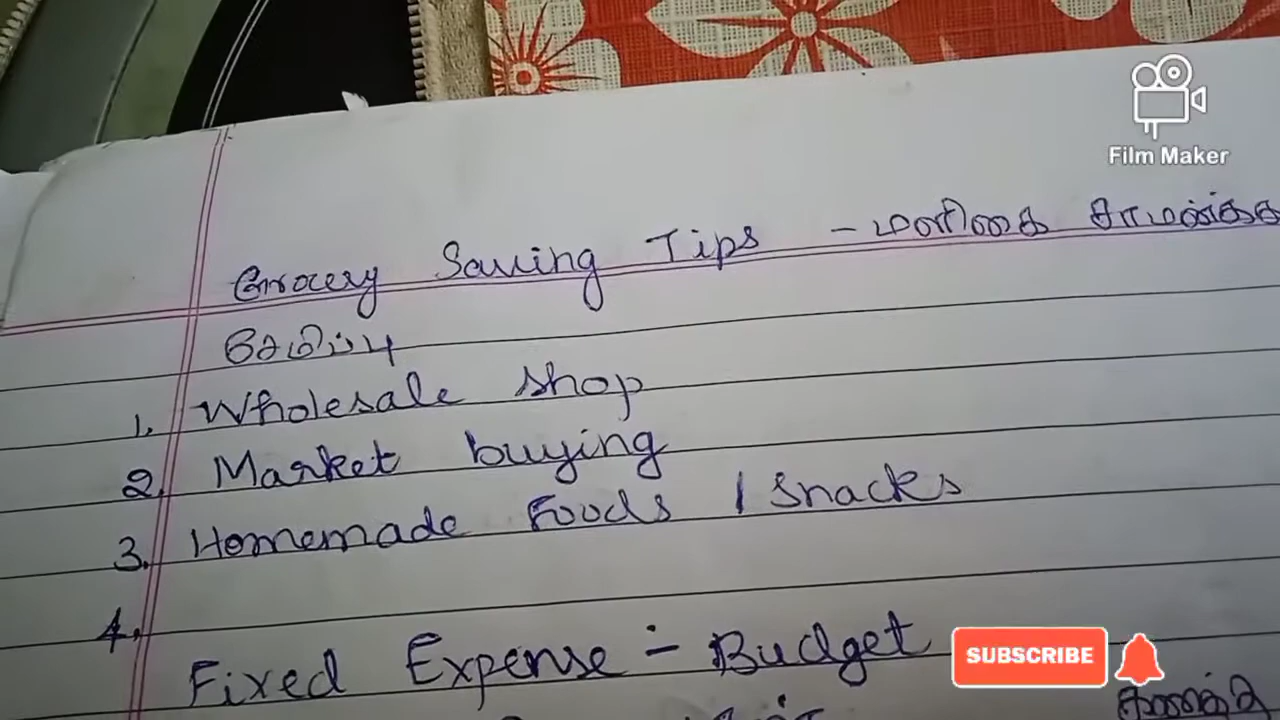 Film Maker
Grocery Saving Tips - மளிகை சாமான்கள
சேமிப்பு
1. Wholesale shop
2. Market buying
3. Homemade Foods / Snacks
4.
Fixed Expense :- Budget
SUBSCRIBE